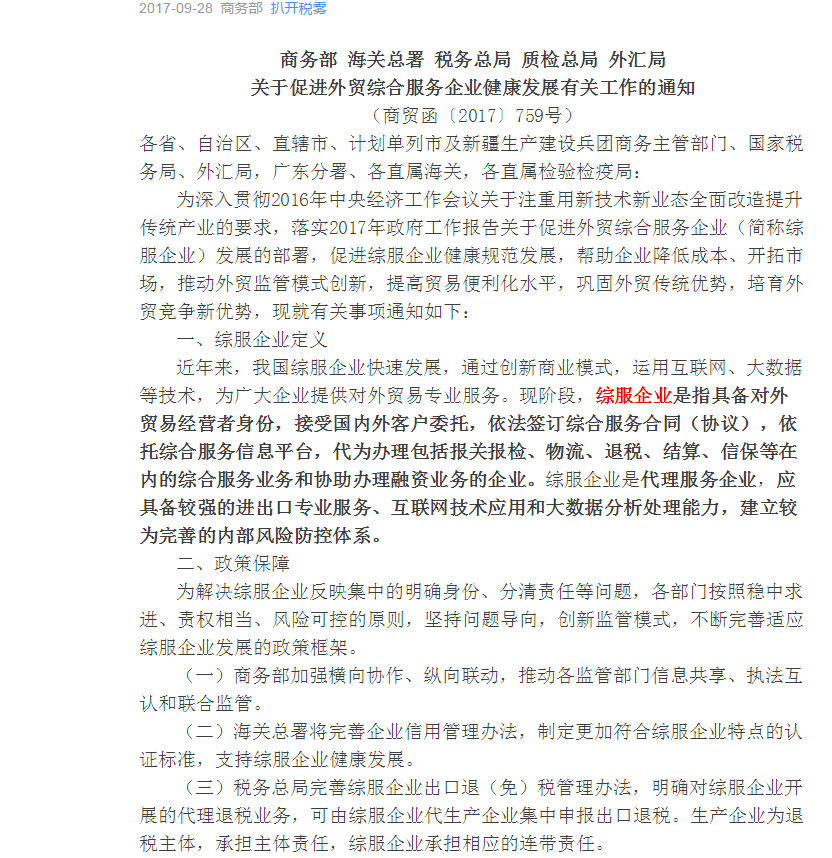 2017-09-28 商务部 扒开税雾
商务部 海关总署 税务总局 质检总局 外汇局
关于促进外贸综合服务企业健康发展有关工作的通知
（商贸函〔2017〕759号）
各省、自治区、直辖市、计划单列市及新疆生产建设兵团商务主管部门、国家税
务局、外汇局，广东分署、各直属海关，各直属检验检疫局：
为深入贯彻2016年中央经济工作会议关于注重用新技术新业态全面改造提升
传统产业的要求，落实2017年政府工作报告关于促进外贸综合服务企业（简称综
服企业）发展的部署，促进综服企业健康规范发展，帮助企业降低成本、开拓市
场，推动外贸监管模式创新，提高贸易便利化水平，巩固外贸传统优势，培育外
贸竞争新优势，现就有关事项通知如下：
一、综服企业定义
近年来，我国综服企业快速发展，通过创新商业模式，运用互联网、大数据
等技术，为广大企业提供对外贸易专业服务。现阶段，综服企业是指具备对外
贸易经营者身份，接受国内外客户委托，依法签订综合服务合同（协议），依
托综合服务信息平台，代为办理包括报关报检、物流、退税、结算、信保等在
内的综合服务业务和协助办理融资业务的企业。综服企业是代理服务企业，应
具备较强的进出口专业服务、互联网技术应用和大数据分析处理能力，建立较
为完善的内部风险防控体系。
二、政策保障
为解决综服企业反映集中的明确身份、分清责任等问题，各部门按照稳中求
进、责权相当、风险可控的原则，坚持问题导向，创新监管模式，不断完善适应
综服企业发展的政策框架。
（一）商务部加强横向协作、纵向联动，推动各监管部门信息共享、执法互
认和联合监管。
（二）海关总署将完善企业信用管理办法，制定更加符合综服企业特点的认
证标准，支持综服企业健康发展。
（三）税务总局完善综服企业出口退（免）税管理办法，明确对综服企业开
展的代理退税业务，可由综服企业代生产企业集中申报出口退税。生产企业为退
税主体，承担主体责任，综服企业承担相应的连带责任。